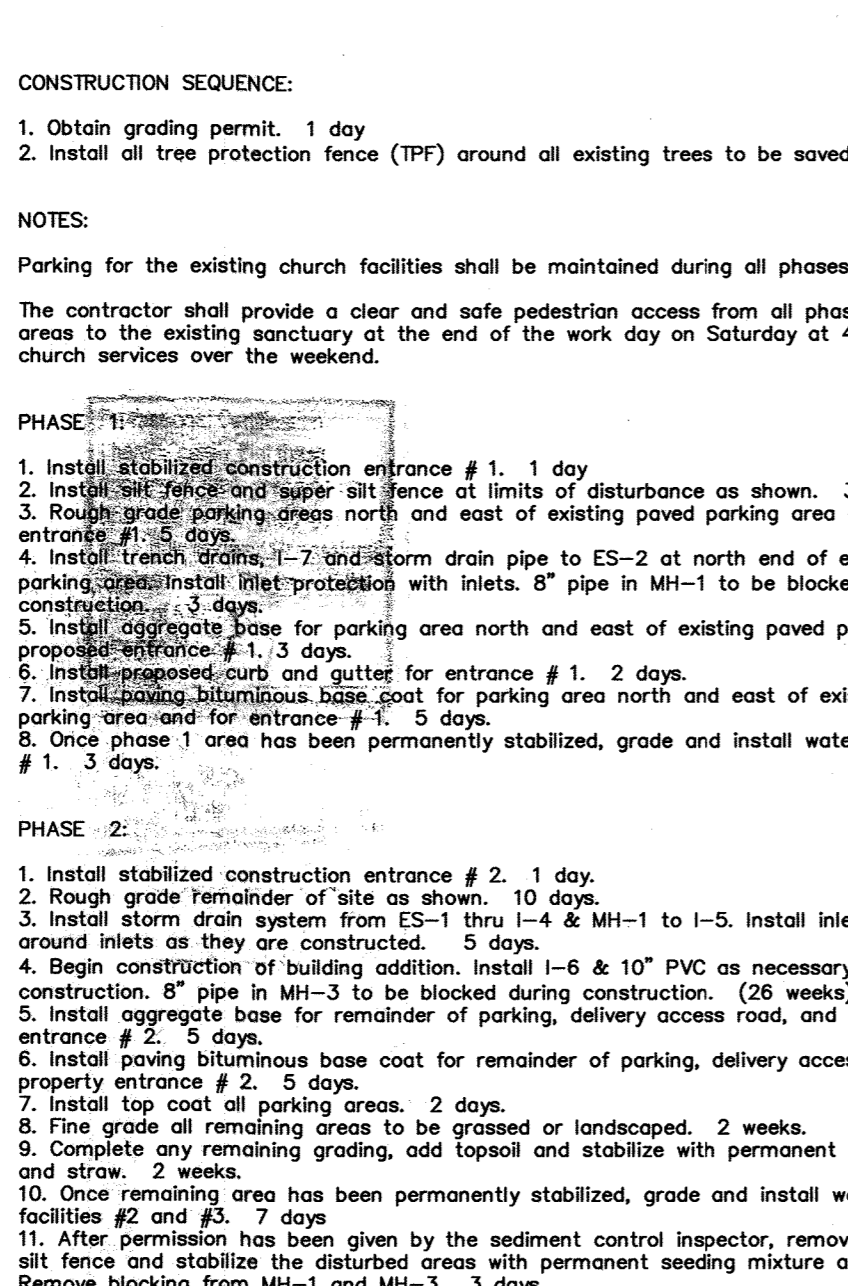 CONSTRUCTION SEQUENCE:
1. Obtain grading permit. 1 day
2. Install all tree protection fence (TPF) around all existing trees to be saved
NOTES:
Parking for the existing church facilities shall be maintained during all phases
The contractor shall provide a clear and safe pedestrian access from all phas
areas to the existing sanctuary at the end of the work day on Saturday at 4
church services over the weekend.
PHASE 1:
1. Install stabilized construction entrance # 1. 1 day
2. Install silt fence and super silt fence at limits of disturbance as shown. 3
3. Rough grade parking areas north and east of existing paved parking area
entrance #1. 5 days.
4. Install trench drains, I-7 and storm drain pipe to ES-2 at north end of e
parking area. Install inlet protection with inlets. 8" pipe in MH-1 to be blocke
construction. 3 days.
5. Install aggregate base for parking area north and east of existing paved p
proposed entrance # 1. 3 days.
6. Install proposed curb and gutter for entrance # 1. 2 days.
7. Install paving bituminous base coat for parking area north and east of exi
parking area and for entrance # 1. 5 days.
8. Once phase 1 area has been permanently stabilized, grade and install wate
# 1. 3 days.
PHASE 2:
1. Install stabilized construction entrance # 2. 1 day.
2. Rough grade remainder of site as shown. 10 days.
3. Install storm drain system from ES-1 thru I-4 & MH-1 to I-5. Install inle
around inlets as they are constructed. 5 days.
4. Begin construction of building addition. Install I-6 & 10" PVC as necessary
construction. 8" pipe in MH-3 to be blocked during construction. (26 weeks)
5. Install aggregate base for remainder of parking, delivery access road, and
entrance # 2. 5 days.
6. Install paving bituminous base coat for remainder of parking, delivery acces
property entrance # 2. 5 days.
7. Install top coat all parking areas. 2 days.
8. Fine grade all remaining areas to be grassed or landscaped. 2 weeks.
9. Complete any remaining grading, add topsoil and stabilize with permanent
and straw. 2 weeks.
10. Once remaining area has been permanently stabilized, grade and install w
facilities #2 and #3. 7 days
11. After permission has been given by the sediment control inspector, remov
silt fence and stabilize the disturbed areas with permanent seeding mixture a
Remove blocking from MH-1 and MH-3. 3 days